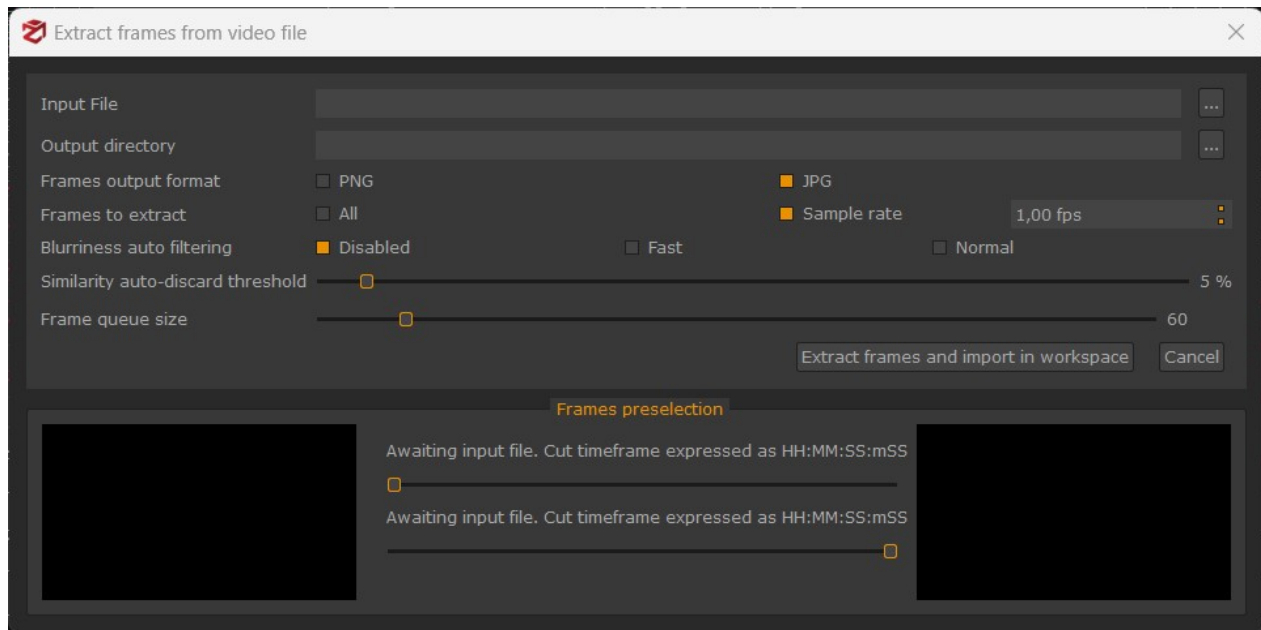 Extract frames from video file
Input File ...
Output directory ...
Frames output format PNG JPG
Frames to extract All Sample rate 1,00 fps
Blurriness auto filtering Disabled Fast Normal
Similarity auto-discard threshold 5 %
Frame queue size 60
Extract frames and import in workspace Cancel
Frames preselection
Awaiting input file. Cut timeframe expressed as HH:MM:SS:mSS
Awaiting input file. Cut timeframe expressed as HH:MM:SS:mSS